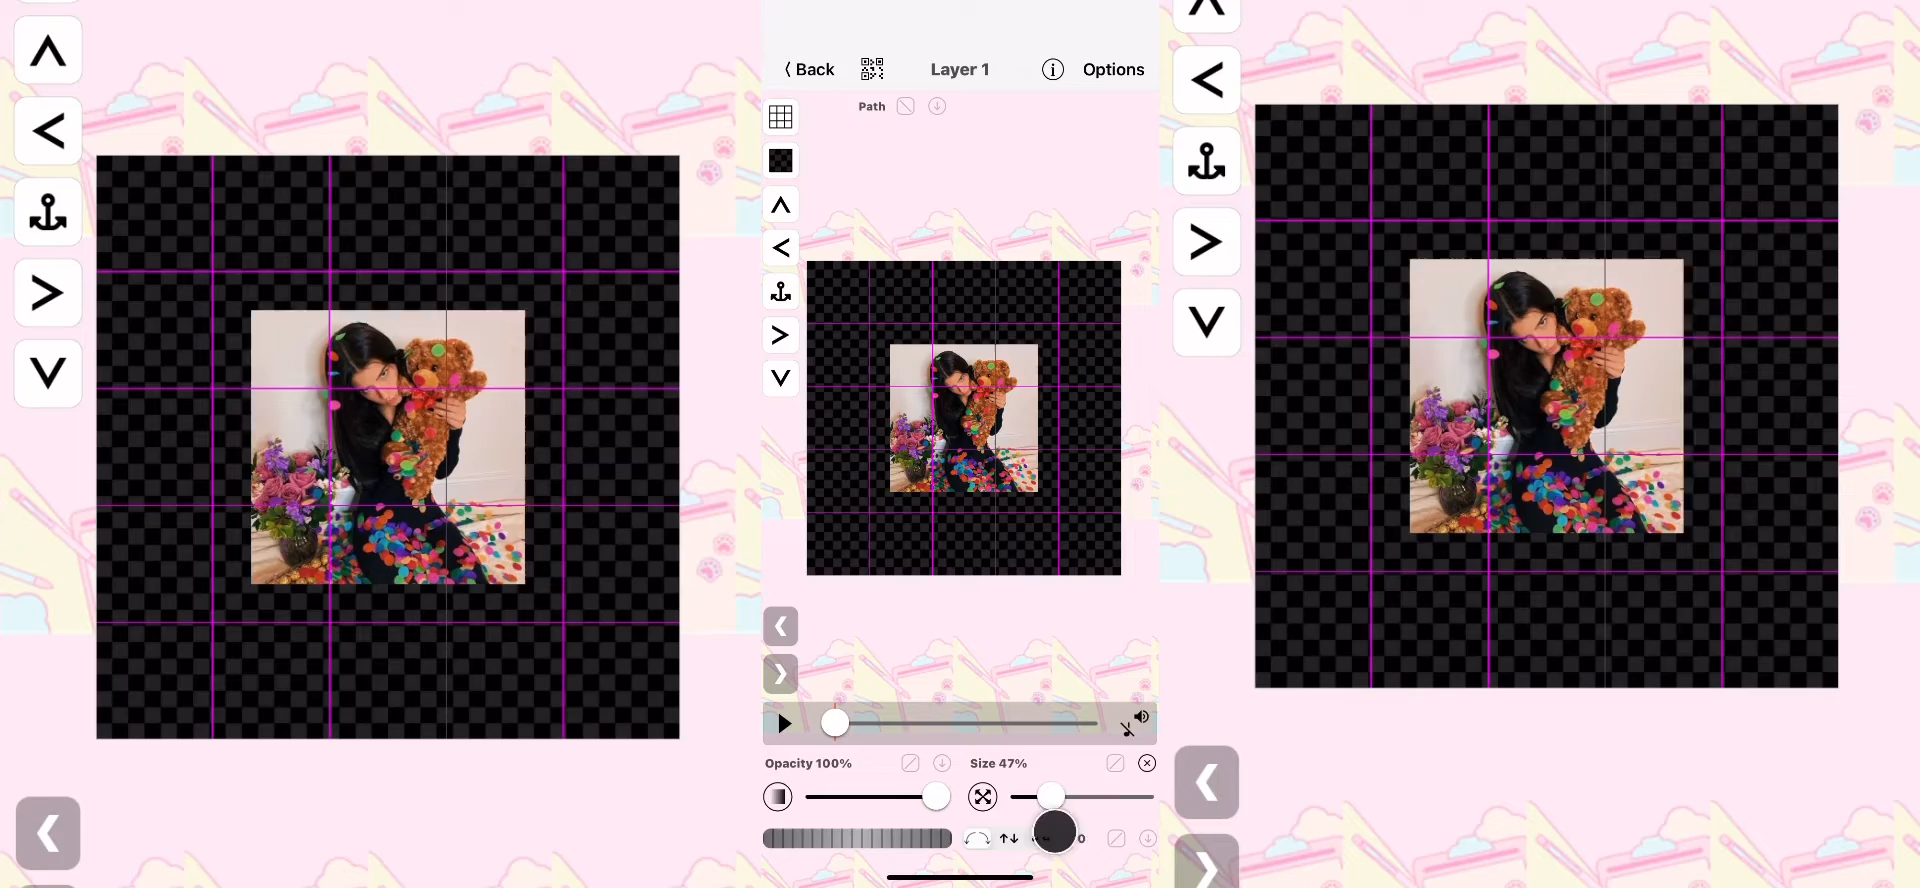 Back
Layer 1
Options
Path
Opacity 100%
Size 47%
0